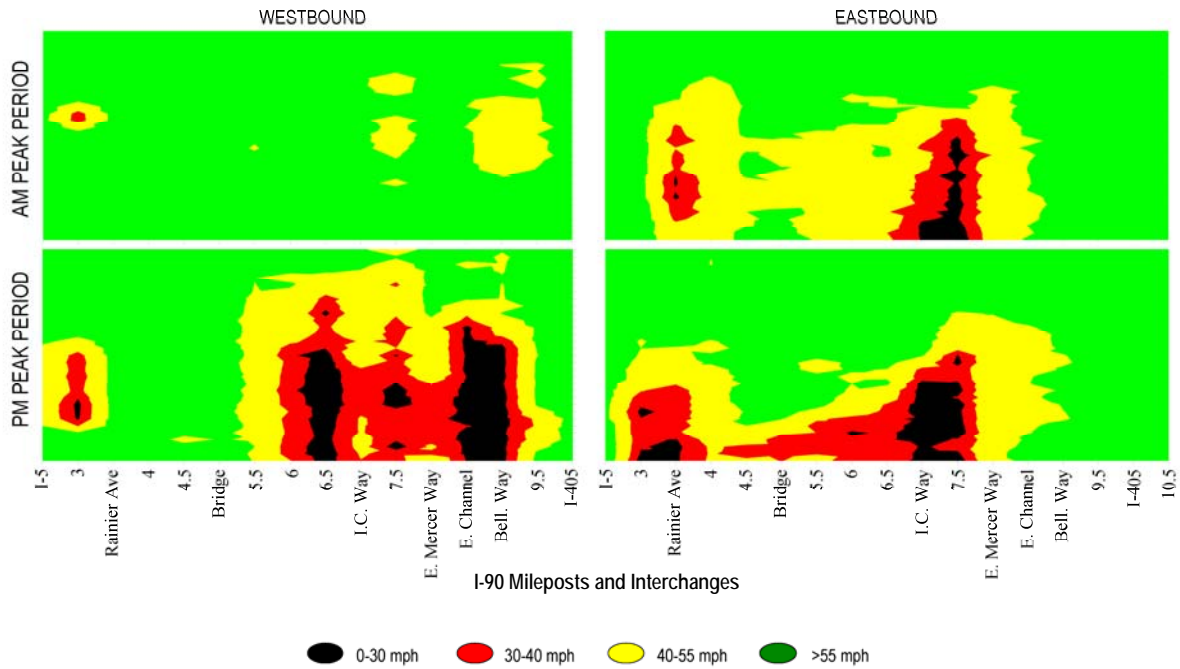 WESTBOUND
EASTBOUND
AM PEAK PERIOD
PM PEAK PERIOD
I-5
3
Rainier Ave
4
4.5
Bridge
5.5
6
6.5
I.C. Way
7.5
E. Mercer Way
E. Channel
Bell. Way
9.5
I-405
I-5
3
Rainier Ave
4
4.5
Bridge
5.5
6
6.5
I.C. Way
7.5
E. Mercer Way
E. Channel
Bell. Way
9.5
I-405
10.5
I-90 Mileposts and Interchanges
0-30 mph
30-40 mph
40-55 mph
>55 mph